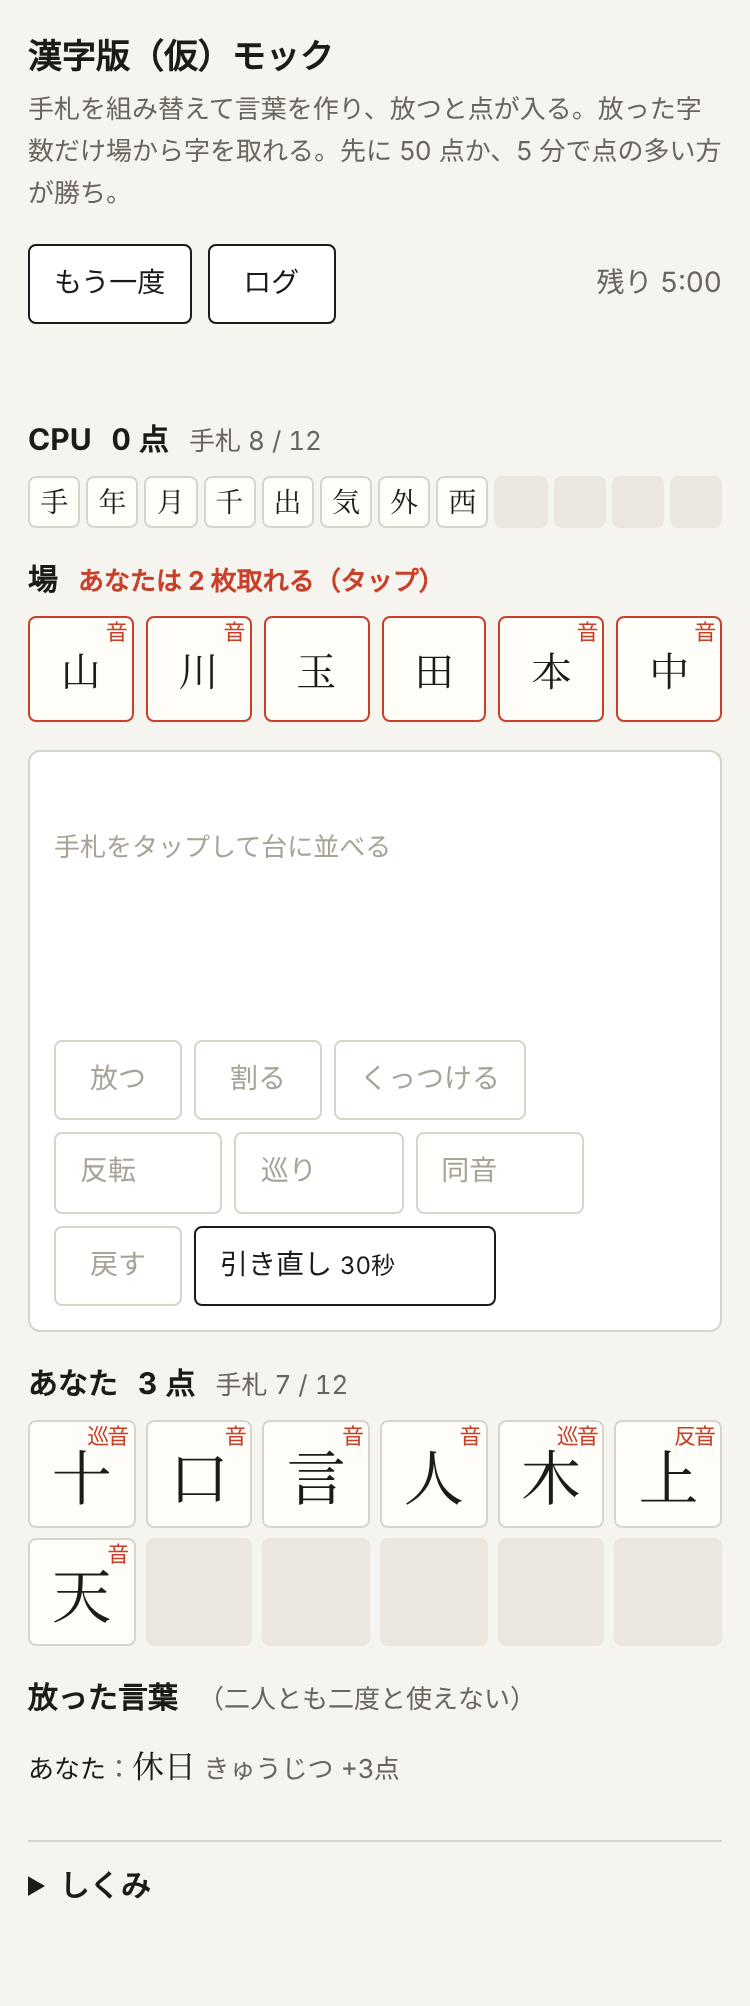 漢字版（仮）モック
手札を組み替えて言葉を作り、放つと点が入る。放った字
数だけ場から字を取れる。先に 50 点か、5 分で点の多い方
が勝ち。
もう一度 ログ 残り 5:00
CPU 0 点 手札 8 / 12
手 年 月 千 出 気 外 西
場 あなたは 2 枚取れる（タップ）
音 音 音 音
山 川 玉 田 本 中
手札をタップして台に並べる
放つ 割る くっつける
反転 巡り 同音
戻す 引き直し 30秒
あなた 3 点 手札 7 / 12
巡音 音 音 音 巡音 反音
十 口 言 人 木 上
音
天
放った言葉 （二人とも二度と使えない）
あなた：休日 きゅうじつ +3点
▶ しくみ